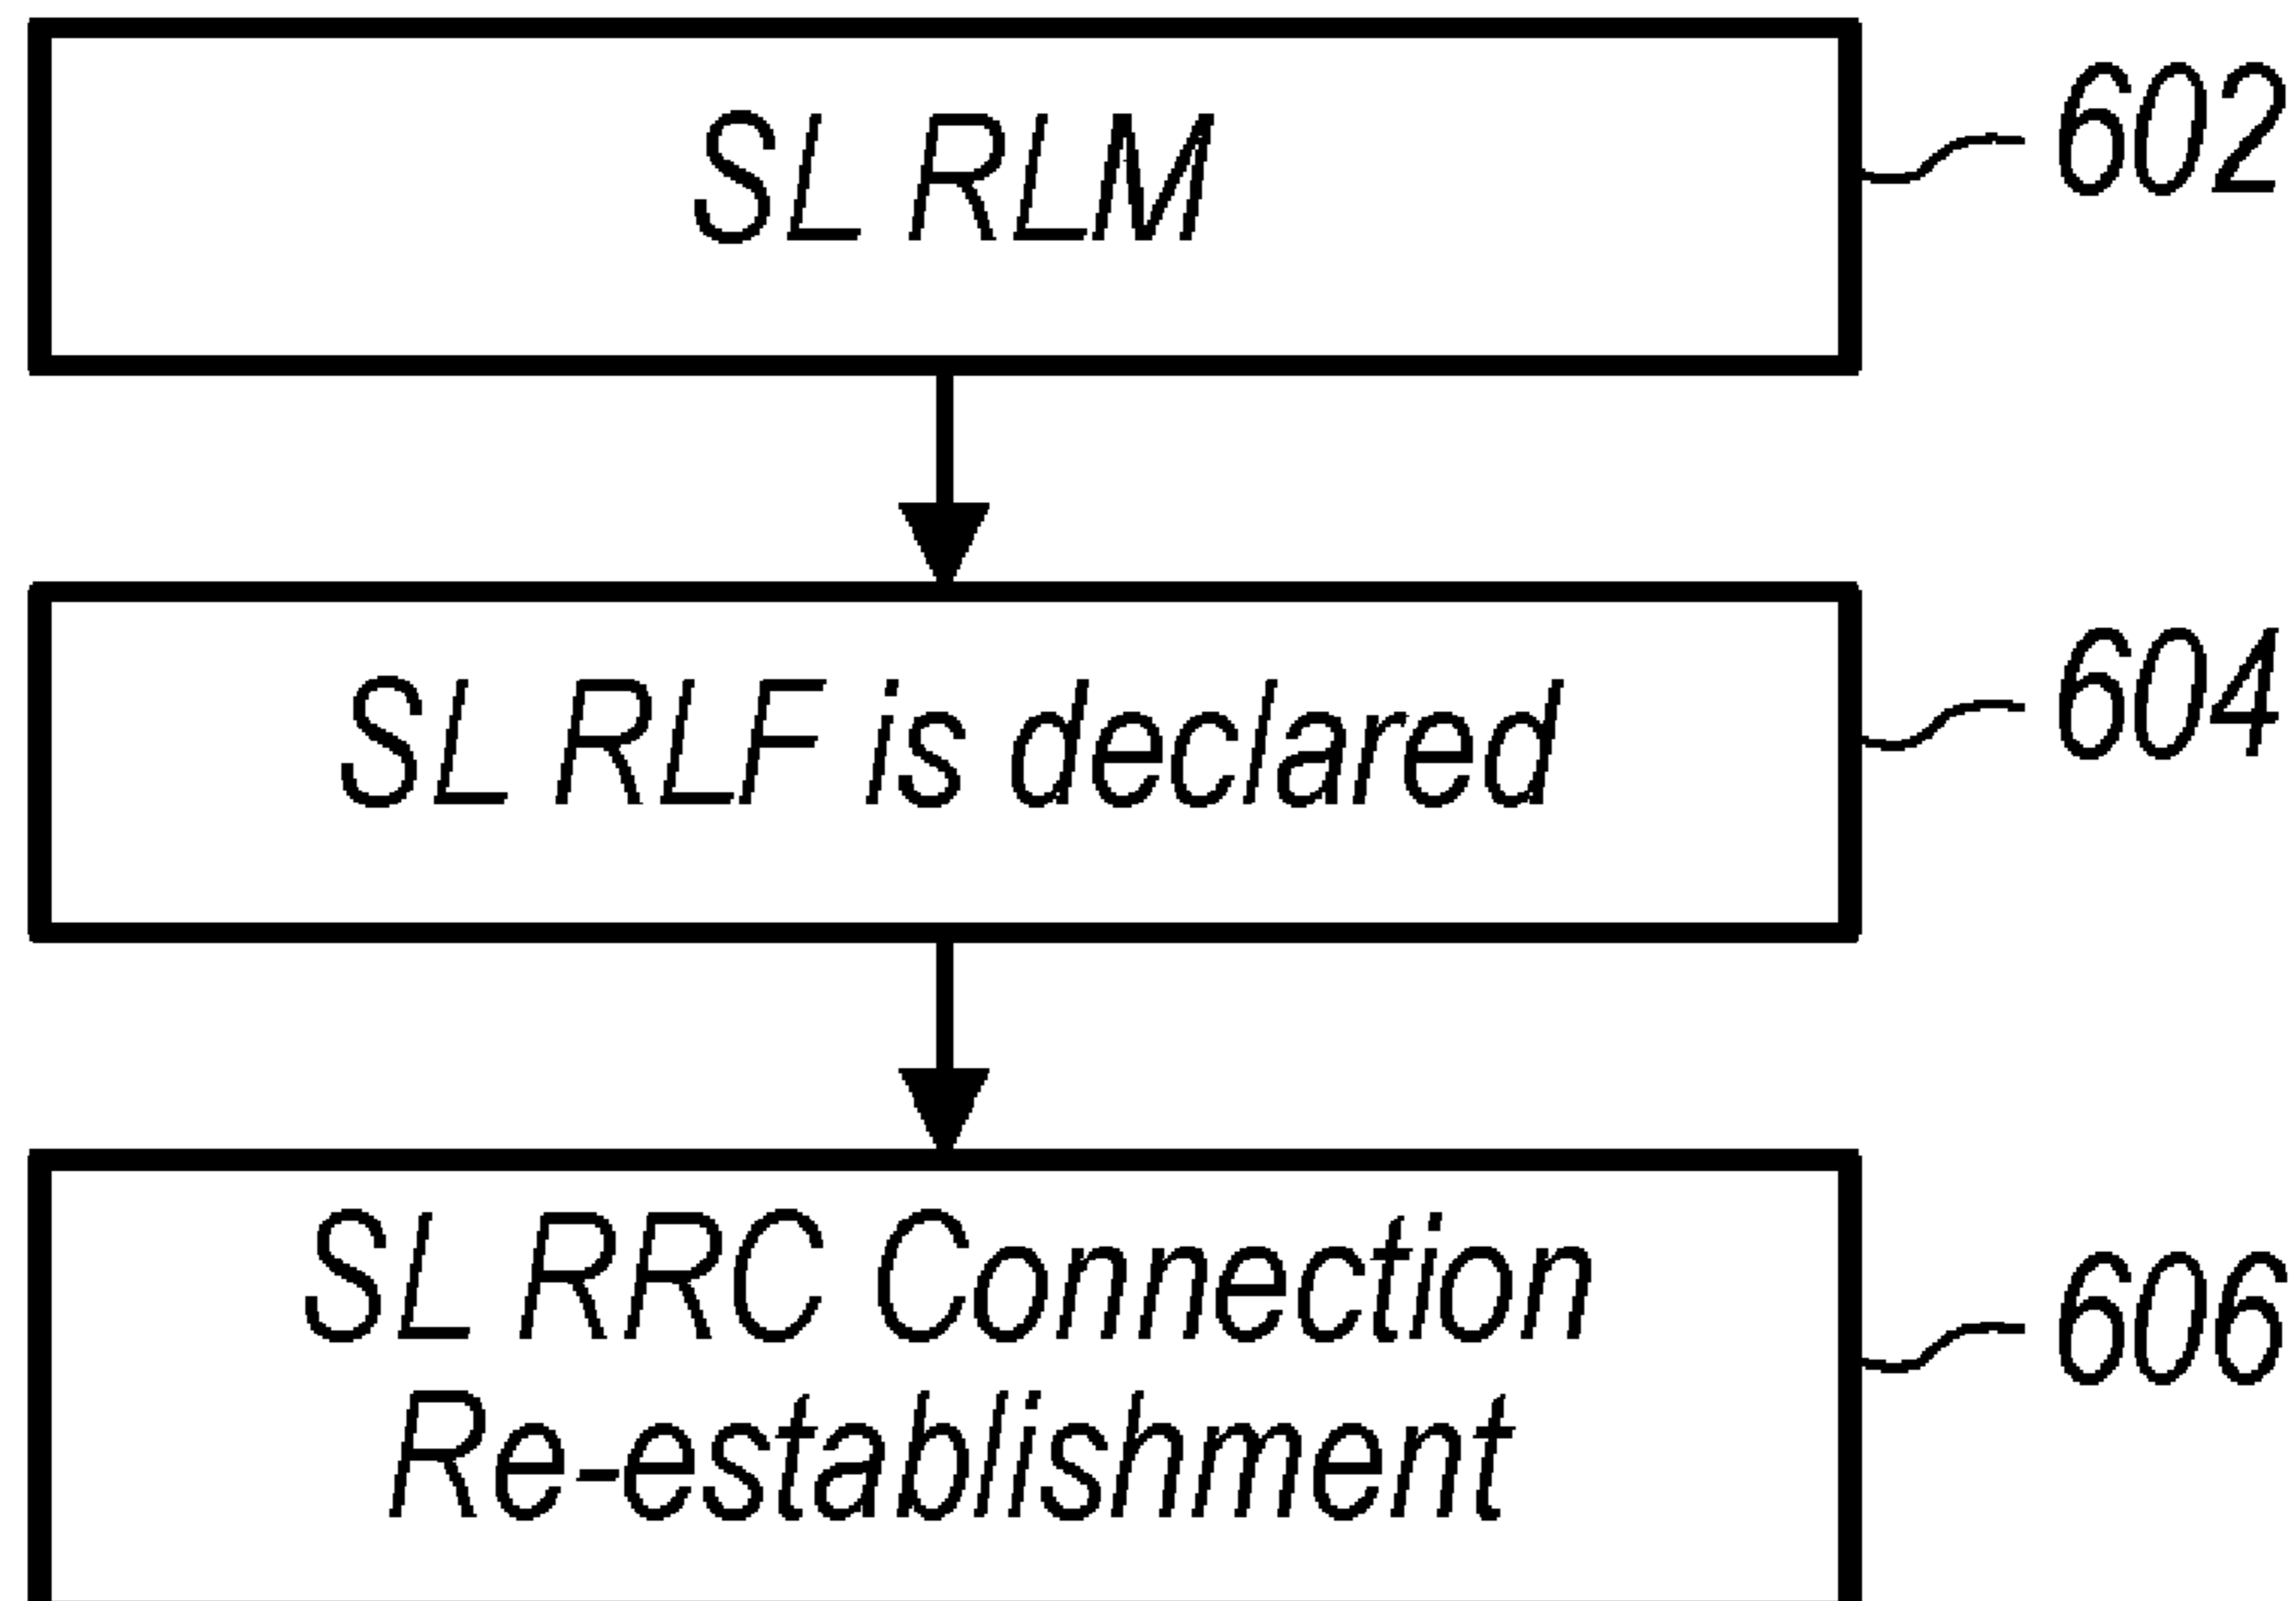 SL RLM
602
SL RLF is declared
604
SL RRC Connection
Re-establishment
606